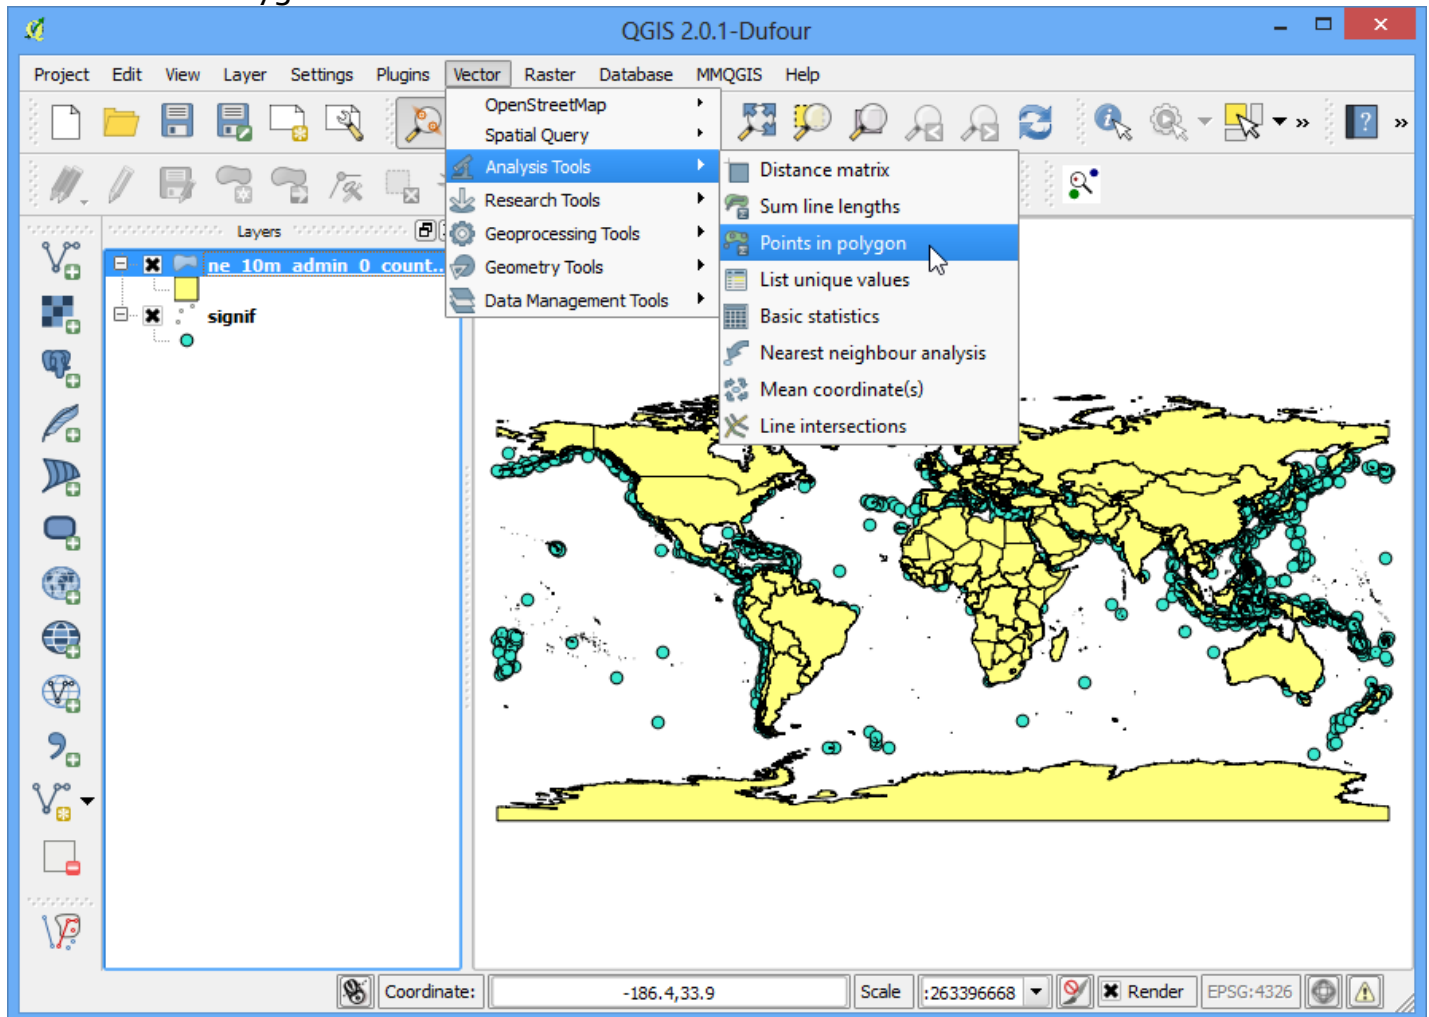 QGIS 2.0.1-Dufour
Project Edit View Layer Settings Plugins Vector Raster Database MMQGIS Help
OpenStreetMap
Spatial Query
Analysis Tools
Research Tools
Geoprocessing Tools
Geometry Tools
Data Management Tools
Distance matrix
Sum line lengths
Points in polygon
List unique values
Basic statistics
Nearest neighbour analysis
Mean coordinate(s)
Line intersections
Layers
ne_10m_admin_0_count..
signif
Coordinate: -186.4,33.9 Scale :263396668 Render EPSG:4326